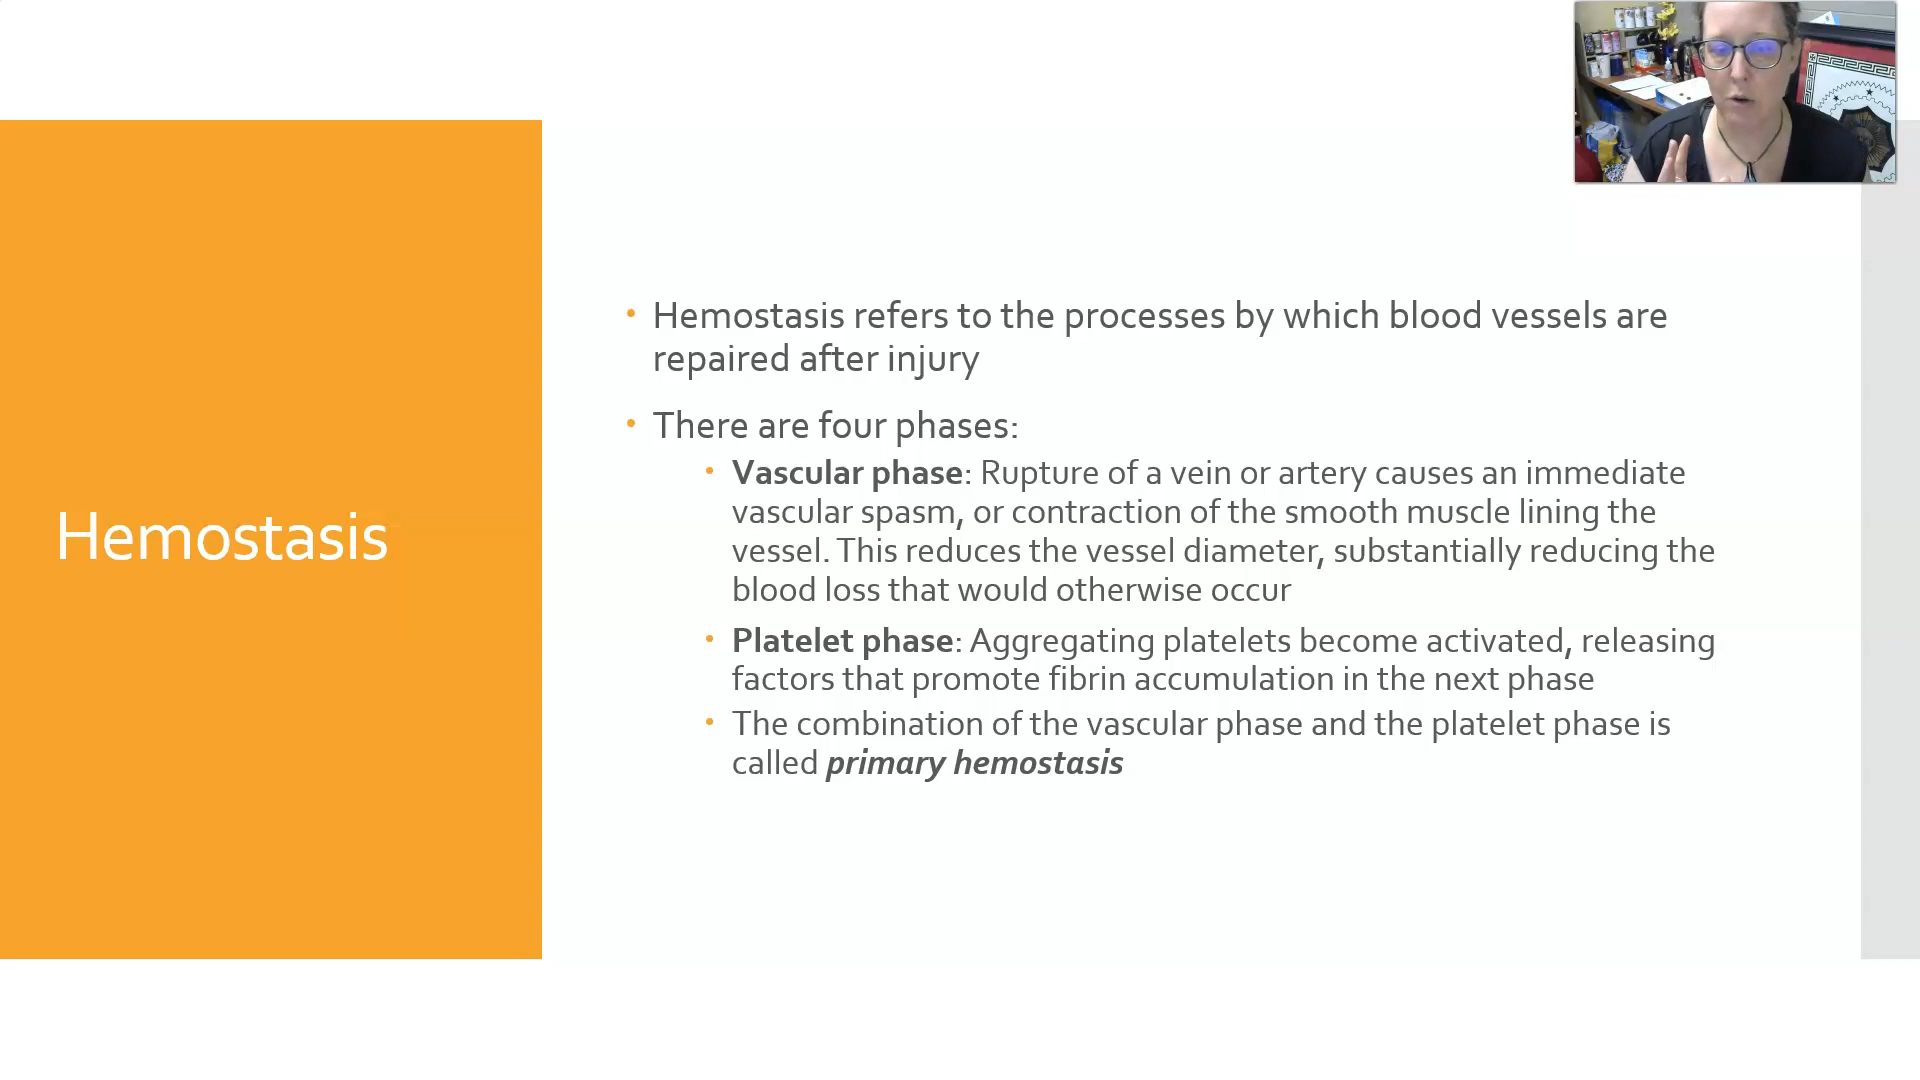 Hemostasis
Hemostasis refers to the processes by which blood vessels are
repaired after injury
There are four phases:
Vascular phase: Rupture of a vein or artery causes an immediate
vascular spasm, or contraction of the smooth muscle lining the
vessel. This reduces the vessel diameter, substantially reducing the
blood loss that would otherwise occur
Platelet phase: Aggregating platelets become activated, releasing
factors that promote fibrin accumulation in the next phase
The combination of the vascular phase and the platelet phase is
called primary hemostasis